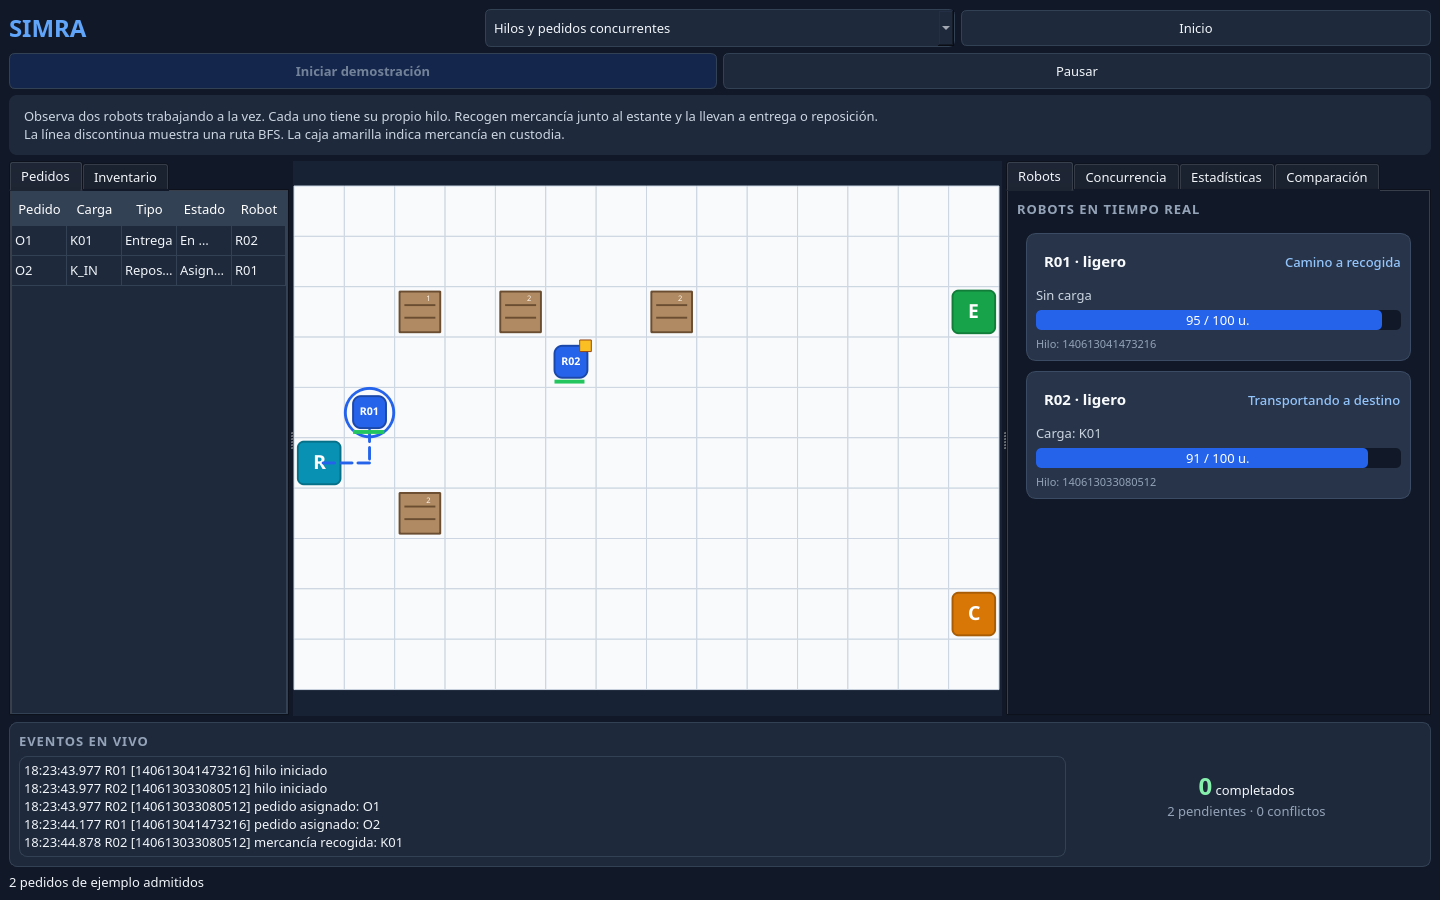 SIMRA
Hilos y pedidos concurrentes
Inicio
Iniciar demostración
Pausar
Observa dos robots trabajando a la vez. Cada uno tiene su propio hilo. Recogen mercancía junto al estante y la llevan a entrega o reposición.
La línea discontinua muestra una ruta BFS. La caja amarilla indica mercancía en custodia.
Pedidos Inventario
Pedido Carga Tipo Estado Robot
O1 K01 Entrega En ... R02
O2 K_IN Repos... Asign... R01
1 2 2
E
R02
R01
R
2
C
Robots Concurrencia Estadísticas Comparación
ROBOTS EN TIEMPO REAL
R01 · ligero Camino a recogida
Sin carga
95 / 100 u.
Hilo: 140613041473216
R02 · ligero Transportando a destino
Carga: K01
91 / 100 u.
Hilo: 140613033080512
EVENTOS EN VIVO
18:23:43.977 R01 [140613041473216] hilo iniciado
18:23:43.977 R02 [140613033080512] hilo iniciado
18:23:43.977 R02 [140613033080512] pedido asignado: O1
18:23:44.177 R01 [140613041473216] pedido asignado: O2
18:23:44.878 R02 [140613033080512] mercancía recogida: K01
0 completados
2 pendientes · 0 conflictos
2 pedidos de ejemplo admitidos